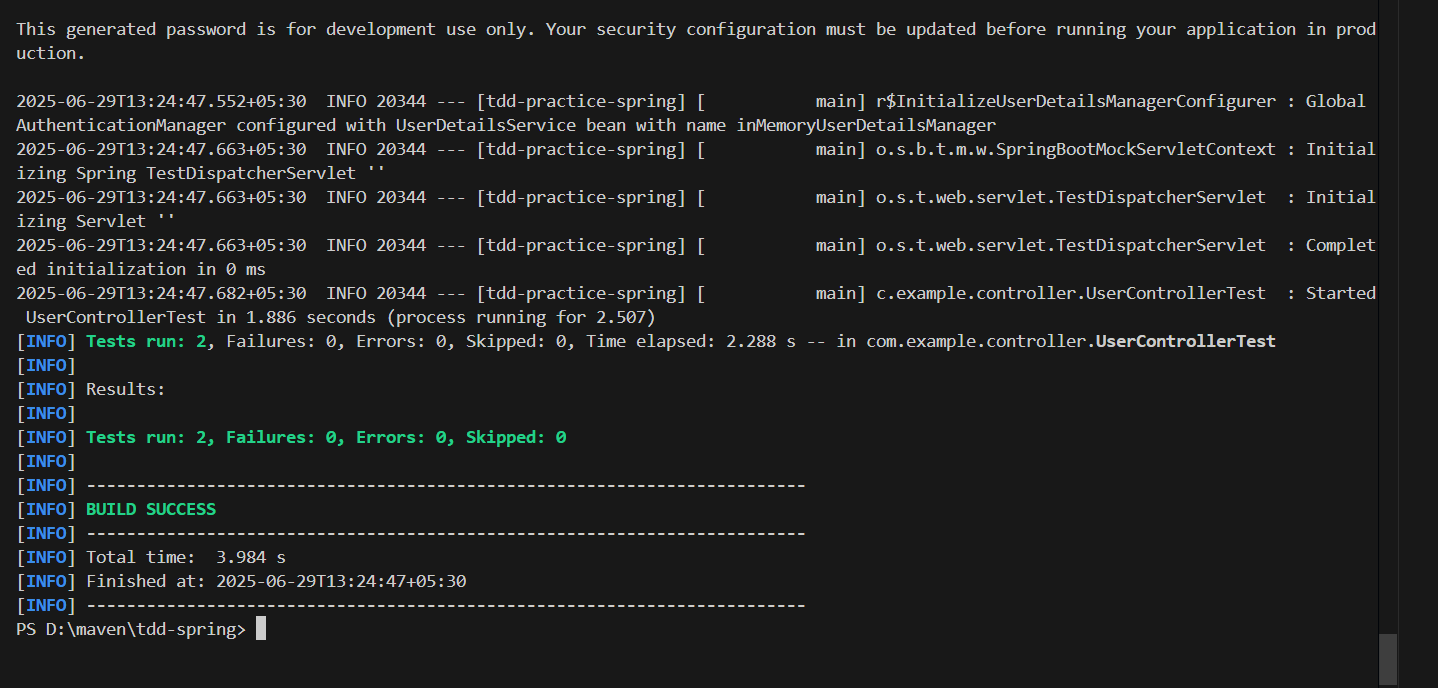 This generated password is for development use only. Your security configuration must be updated before running your application in prod
uction.
2025-06-29T13:24:47.552+05:30  INFO 20344 --- [tdd-practice-spring] [           main] r$InitializeUserDetailsManagerConfigurer : Global
AuthenticationManager configured with UserDetailsService bean with name inMemoryUserDetailsManager
2025-06-29T13:24:47.663+05:30  INFO 20344 --- [tdd-practice-spring] [           main] o.s.b.t.m.w.SpringBootMockServletContext : Initial
izing Spring TestDispatcherServlet ''
2025-06-29T13:24:47.663+05:30  INFO 20344 --- [tdd-practice-spring] [           main] o.s.t.web.servlet.TestDispatcherServlet  : Initial
izing Servlet ''
2025-06-29T13:24:47.663+05:30  INFO 20344 --- [tdd-practice-spring] [           main] o.s.t.web.servlet.TestDispatcherServlet  : Complet
ed initialization in 0 ms
2025-06-29T13:24:47.682+05:30  INFO 20344 --- [tdd-practice-spring] [           main] c.example.controller.UserControllerTest  : Started
 UserControllerTest in 1.886 seconds (process running for 2.507)
[INFO] Tests run: 2, Failures: 0, Errors: 0, Skipped: 0, Time elapsed: 2.288 s -- in com.example.controller.UserControllerTest
[INFO]
[INFO] Results:
[INFO]
[INFO] Tests run: 2, Failures: 0, Errors: 0, Skipped: 0
[INFO]
[INFO] ------------------------------------------------------------------------
[INFO] BUILD SUCCESS
[INFO] ------------------------------------------------------------------------
[INFO] Total time:  3.984 s
[INFO] Finished at: 2025-06-29T13:24:47+05:30
[INFO] ------------------------------------------------------------------------
PS D:\maven\tdd-spring>